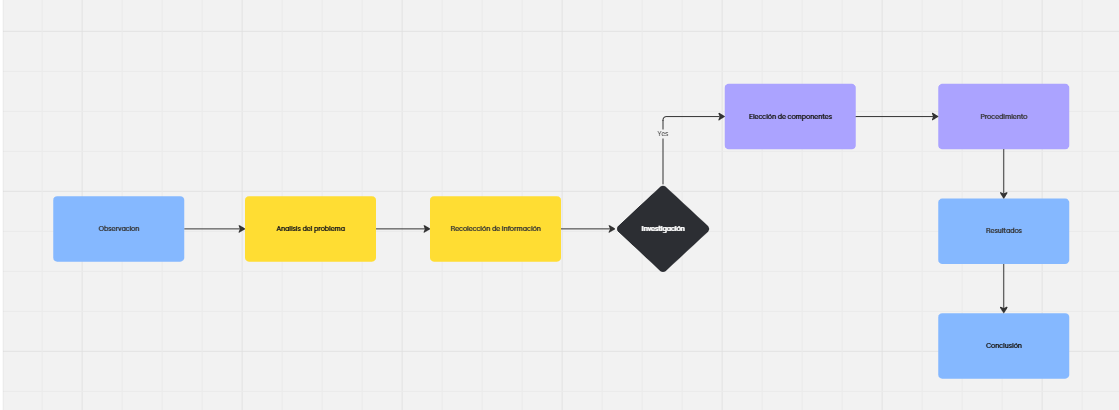 Observacion
Analisis del problema
Recolección de información
Investigación
Yes
Elección de componentes
Procedimiento
Resultados
Conclusión